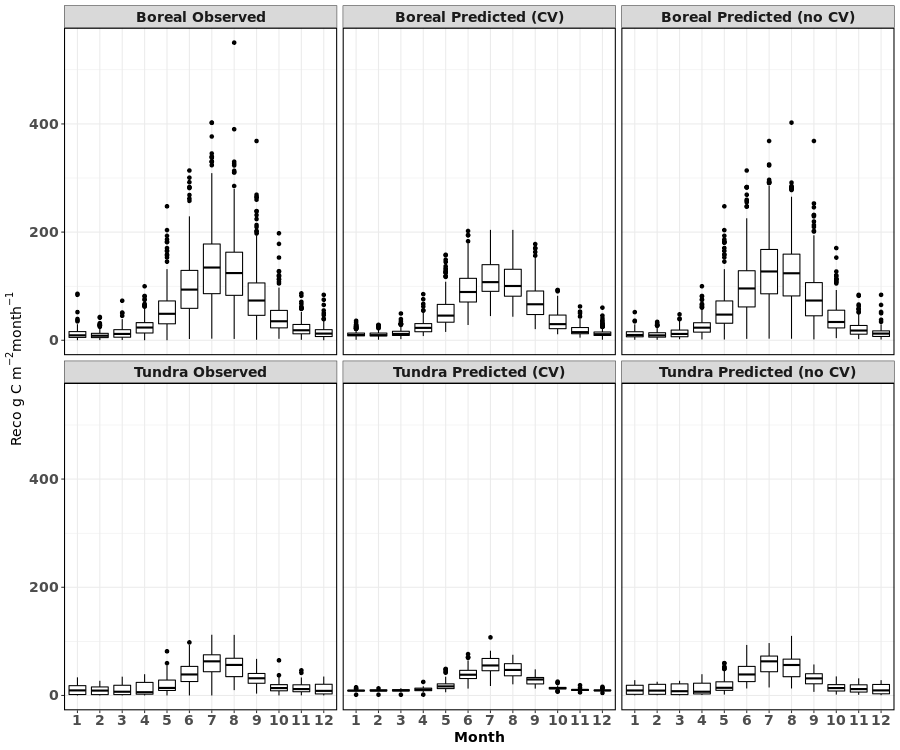 Boreal Observed
Boreal Predicted (CV)
Boreal Predicted (no CV)
400
200
0
Tundra Observed
Tundra Predicted (CV)
Tundra Predicted (no CV)
400
200
0
1 2 3 4 5 6 7 8 9 10 11 12
1 2 3 4 5 6 7 8 9 10 11 12
1 2 3 4 5 6 7 8 9 10 11 12
Month
Reco g C m⁻²month⁻¹